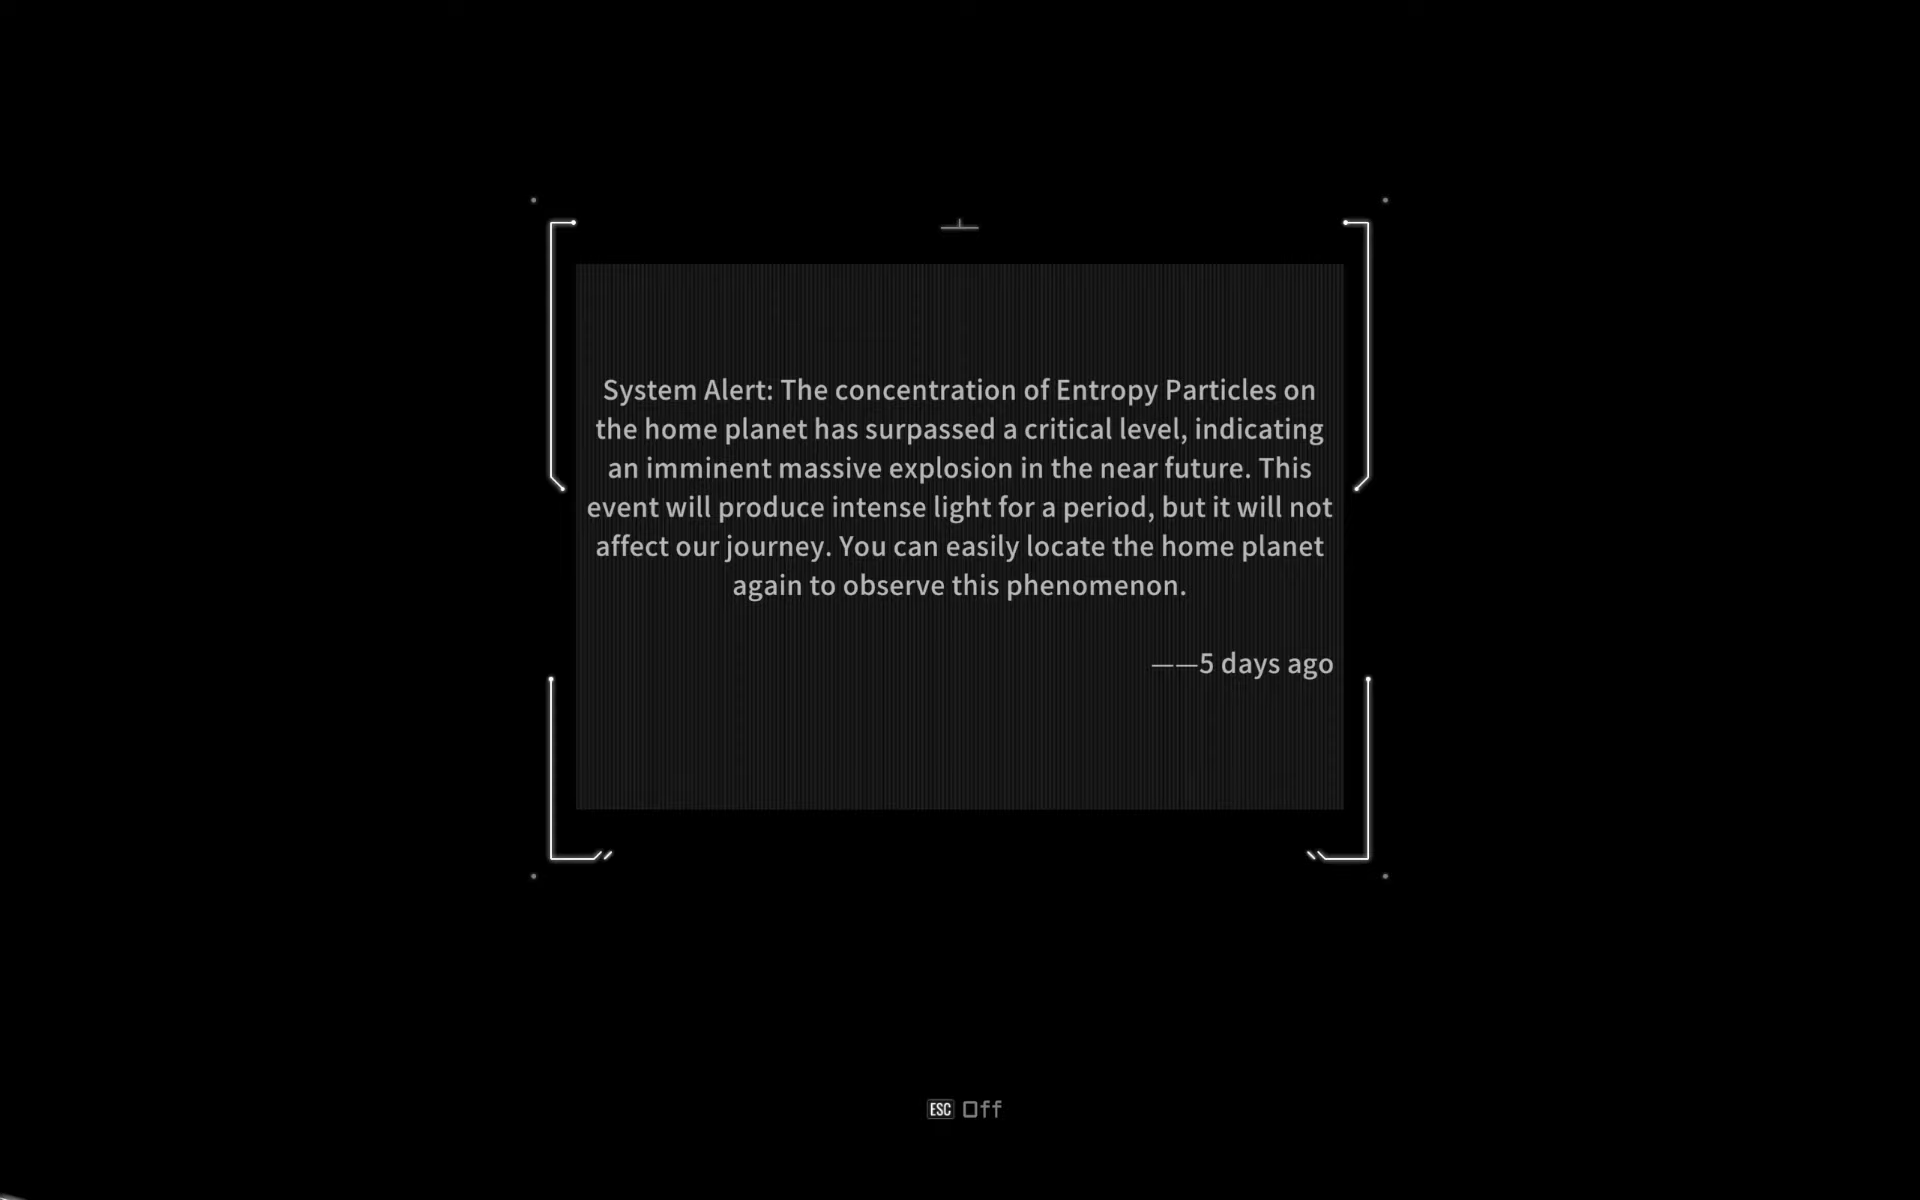 System Alert: The concentration of Entropy Particles on
the home planet has surpassed a critical level, indicating
an imminent massive explosion in the near future. This
event will produce intense light for a period, but it will not
affect our journey. You can easily locate the home planet
again to observe this phenomenon.
——5 days ago
ESC Off